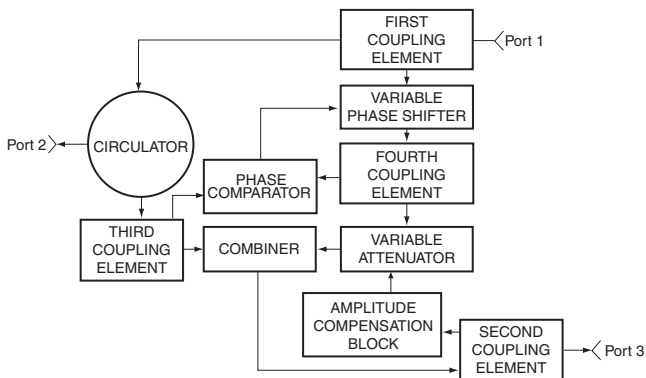 FIRST
COUPLING
ELEMENT
Port 1
VARIABLE
PHASE SHIFTER
Port 2
CIRCULATOR
PHASE
COMPARATOR
FOURTH
COUPLING
ELEMENT
THIRD
COUPLING
ELEMENT
COMBINER
VARIABLE
ATTENUATOR
AMPLITUDE
COMPENSATION
BLOCK
SECOND
COUPLING
ELEMENT
Port 3